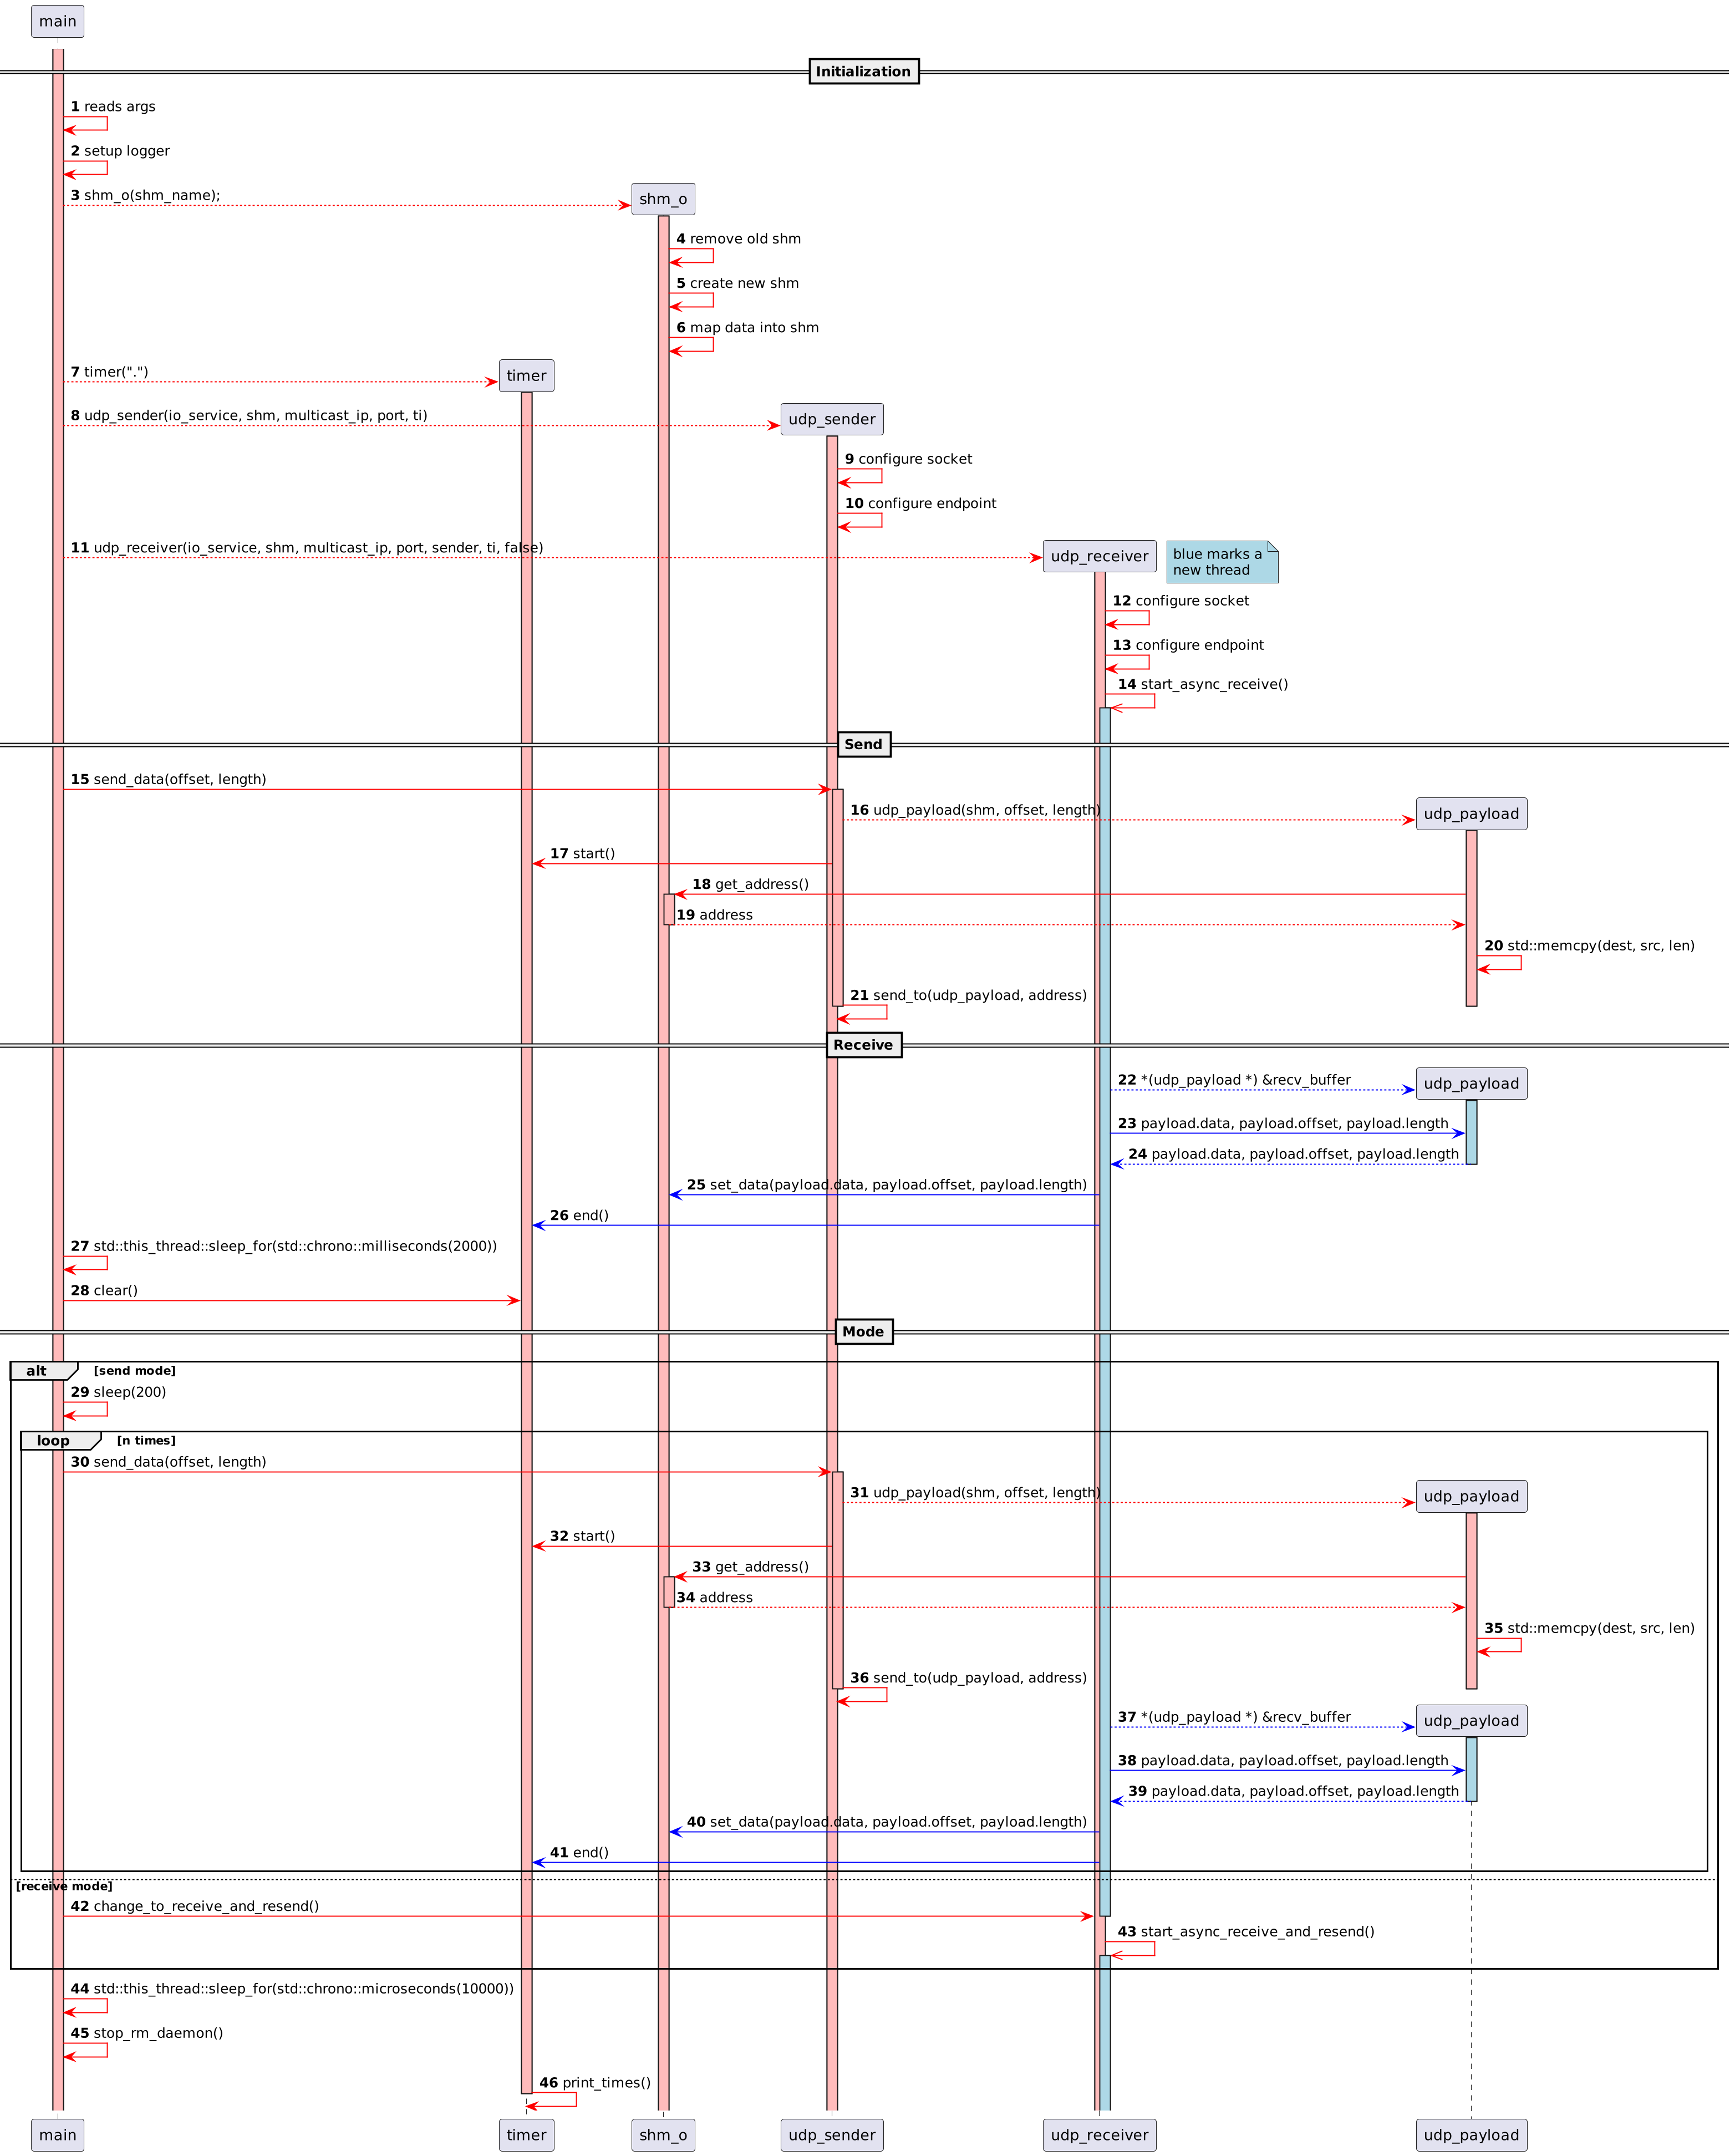 main
Initialization
1 reads args
2 setup logger
3 shm_o(shm_name);
shm_o
4 remove old shm
5 create new shm
6 map data into shm
7 timer(".")
timer
8 udp_sender(io_service, shm, multicast_ip, port, ti)
udp_sender
9 configure socket
10 configure endpoint
11 udp_receiver(io_service, shm, multicast_ip, port, sender, ti, false)
udp_receiver
blue marks a
new thread
12 configure socket
13 configure endpoint
14 start_async_receive()
Send
15 send_data(offset, length)
16 udp_payload(shm, offset, length)
udp_payload
17 start()
18 get_address()
19 address
20 std::memcpy(dest, src, len)
21 send_to(udp_payload, address)
Receive
22 *(udp_payload *) &recv_buffer
udp_payload
23 payload.data, payload.offset, payload.length
24 payload.data, payload.offset, payload.length
25 set_data(payload.data, payload.offset, payload.length)
26 end()
27 std::this_thread::sleep_for(std::chrono::milliseconds(2000))
28 clear()
Mode
alt [send mode]
29 sleep(200)
loop [n times]
30 send_data(offset, length)
31 udp_payload(shm, offset, length)
udp_payload
32 start()
33 get_address()
34 address
35 std::memcpy(dest, src, len)
36 send_to(udp_payload, address)
37 *(udp_payload *) &recv_buffer
udp_payload
38 payload.data, payload.offset, payload.length
39 payload.data, payload.offset, payload.length
40 set_data(payload.data, payload.offset, payload.length)
41 end()
[receive mode]
42 change_to_receive_and_resend()
43 start_async_receive_and_resend()
44 std::this_thread::sleep_for(std::chrono::microseconds(10000))
45 stop_rm_daemon()
46 print_times()
main timer shm_o udp_sender udp_receiver udp_payload